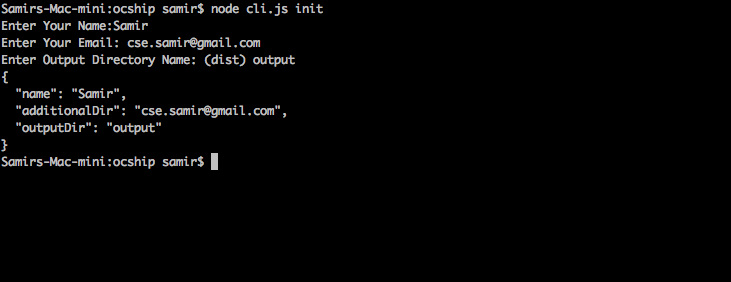 Samirs-Mac-mini:ocship samir$ node cli.js init
Enter Your Name:Samir
Enter Your Email: cse.samir@gmail.com
Enter Output Directory Name: (dist) output
{
  "name": "Samir",
  "additionalDir": "cse.samir@gmail.com",
  "outputDir": "output"
}
Samirs-Mac-mini:ocship samir$